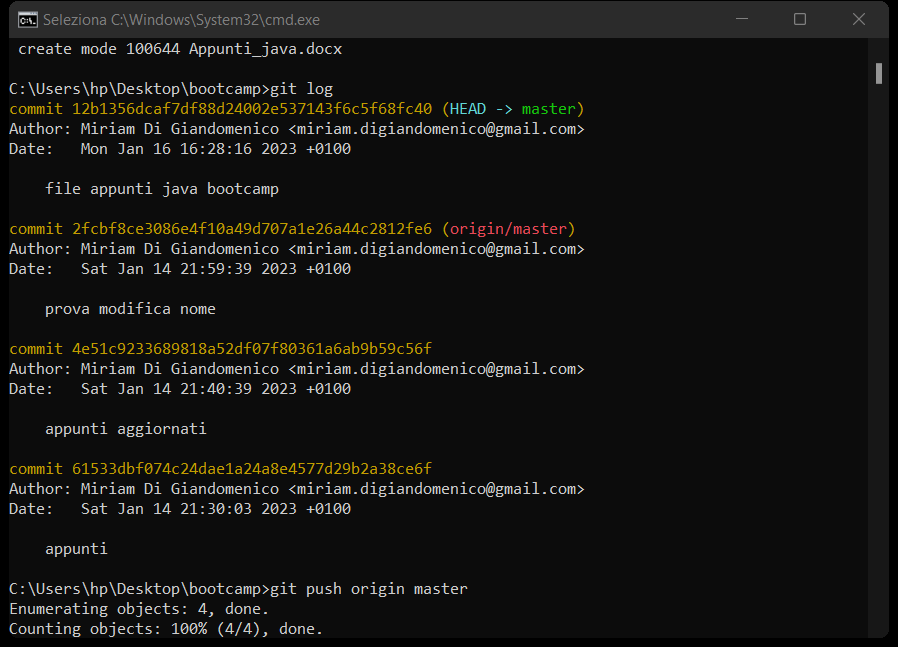 Seleziona C:\Windows\System32\cmd.exe
create mode 100644 Appunti_java.docx
C:\Users\hp\Desktop\bootcamp>git log
commit 12b1356dcaf7df88d24002e537143f6c5f68fc40 (HEAD -> master)
Author: Miriam Di Giandomenico <miriam.digiandomenico@gmail.com>
Date:   Mon Jan 16 16:28:16 2023 +0100
file appunti java bootcamp
commit 2fcbf8ce3086e4f10a49d707a1e26a44c2812fe6 (origin/master)
Author: Miriam Di Giandomenico <miriam.digiandomenico@gmail.com>
Date:   Sat Jan 14 21:59:39 2023 +0100
prova modifica nome
commit 4e51c9233689818a52df07f80361a6ab9b59c56f
Author: Miriam Di Giandomenico <miriam.digiandomenico@gmail.com>
Date:   Sat Jan 14 21:40:39 2023 +0100
appunti aggiornati
commit 61533dbf074c24dae1a24a8e4577d29b2a38ce6f
Author: Miriam Di Giandomenico <miriam.digiandomenico@gmail.com>
Date:   Sat Jan 14 21:30:03 2023 +0100
appunti
C:\Users\hp\Desktop\bootcamp>git push origin master
Enumerating objects: 4, done.
Counting objects: 100% (4/4), done.